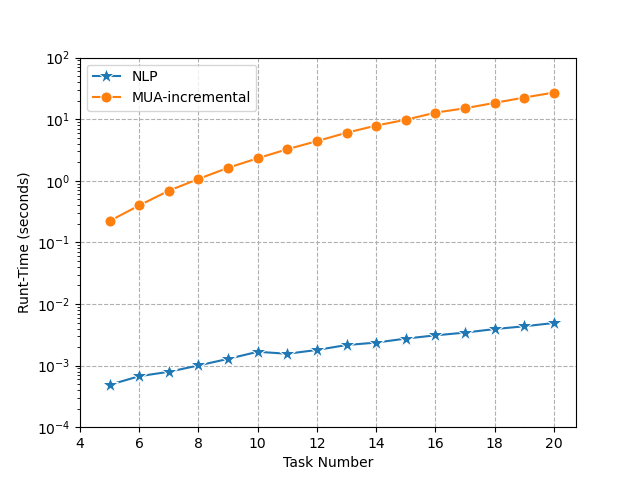 NLP
MUA-incremental
10²
10¹
10⁰
10⁻¹
10⁻²
10⁻³
10⁻⁴
Runt-Time (seconds)
4 6 8 10 12 14 16 18 20
Task Number